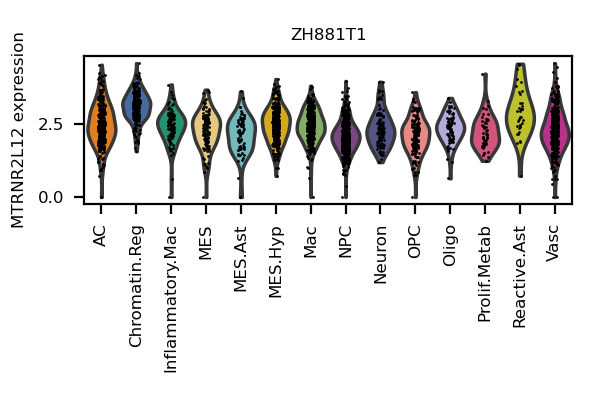 ZH881T1
MTRNR2L12 expression
2.5
0.0
AC
Chromatin.Reg
Inflammatory.Mac
MES
MES.Ast
MES.Hyp
Mac
NPC
Neuron
OPC
Oligo
Prolif.Metab
Reactive.Ast
Vasc